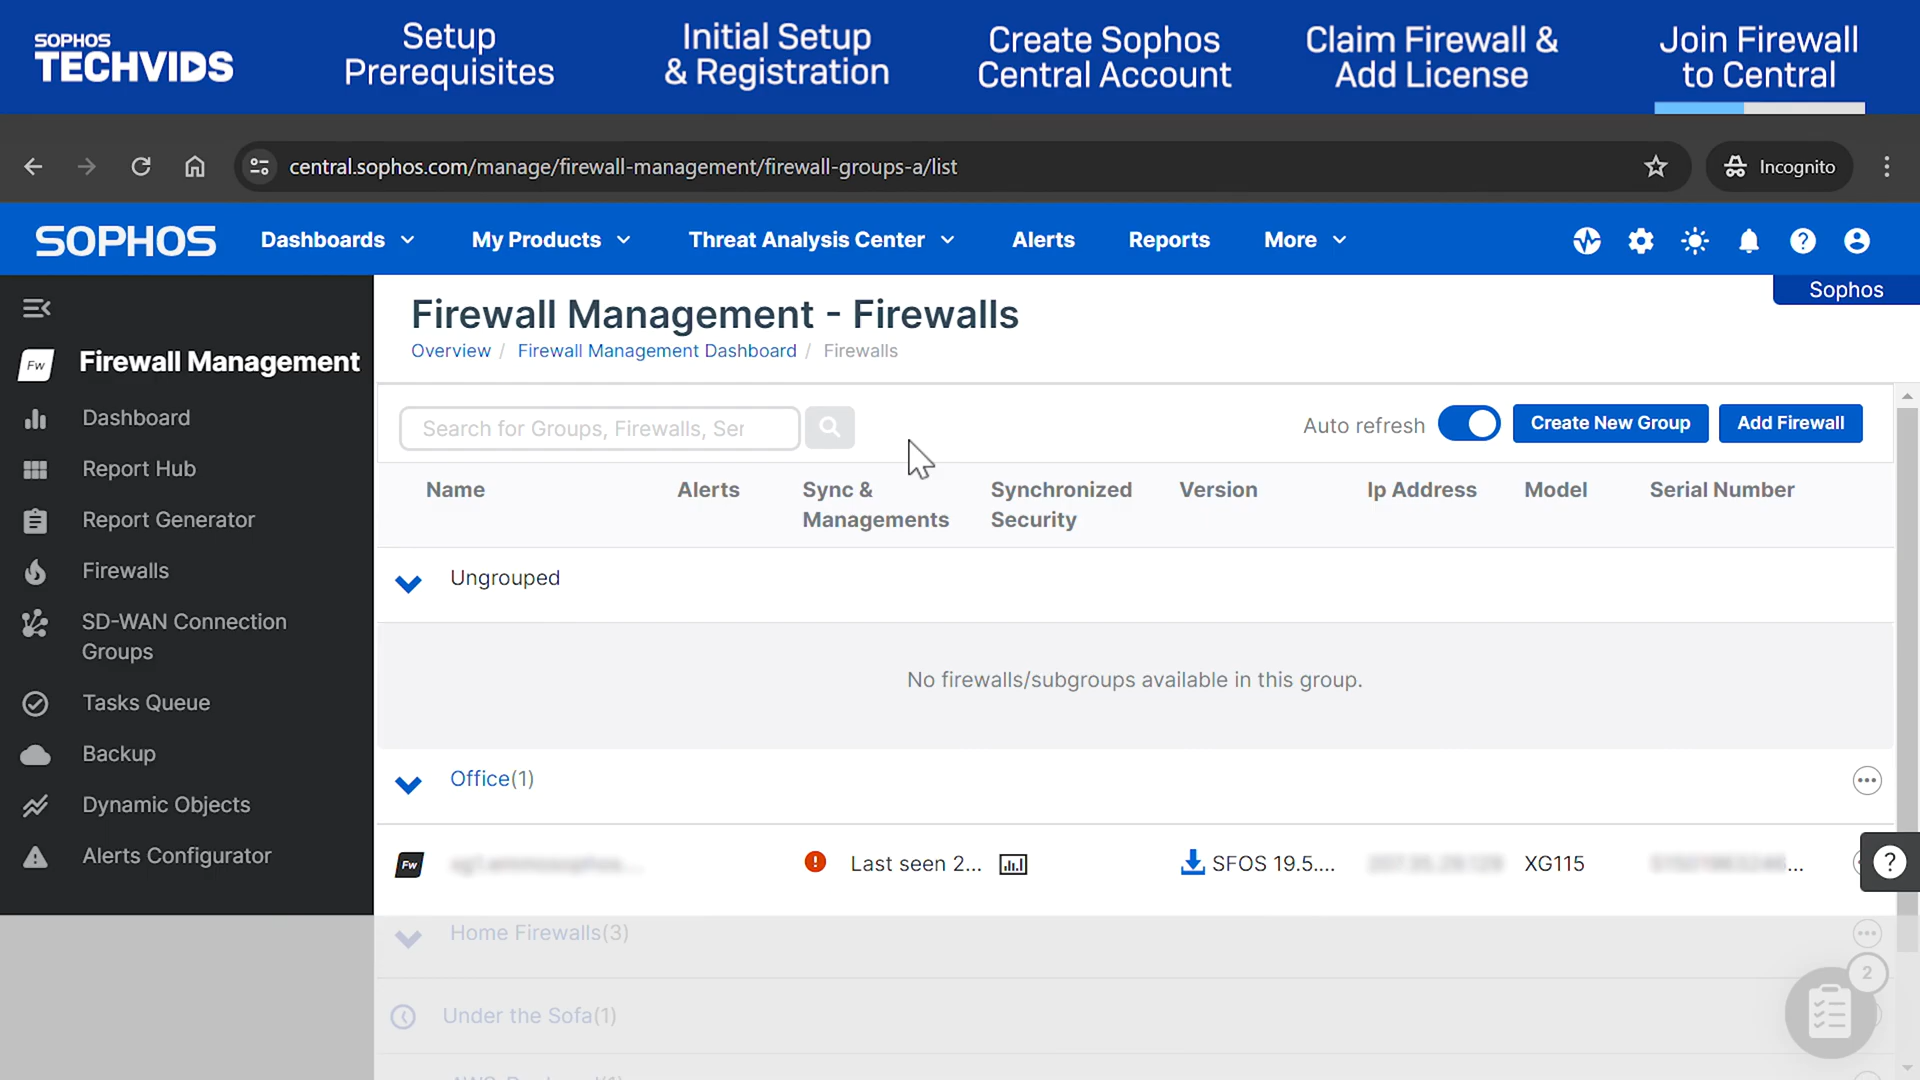 SOPHOS
TECHVIDS
Setup
Prerequisites
Initial Setup
& Registration
Create Sophos
Central Account
Claim Firewall &
Add License
Join Firewall
to Central
central.sophos.com/manage/firewall-management/firewall-groups-a/list
Incognito
SOPHOS
Dashboards
My Products
Threat Analysis Center
Alerts
Reports
More
Sophos
Fw
Firewall Management
Dashboard
Report Hub
Report Generator
Firewalls
SD-WAN Connection
Groups
Tasks Queue
Backup
Dynamic Objects
Alerts Configurator
Firewall Management - Firewalls
Overview / Firewall Management Dashboard / Firewalls
Search for Groups, Firewalls, Ser
Auto refresh
Create New Group
Add Firewall
Name
Alerts
Sync &
Managements
Synchronized
Security
Version
Ip Address
Model
Serial Number
Ungrouped
No firewalls/subgroups available in this group.
Office(1)
Fw
Last seen 2...
SFOS 19.5....
XG115
...
?
Home Firewalls(3)
2
Under the Sofa(1)